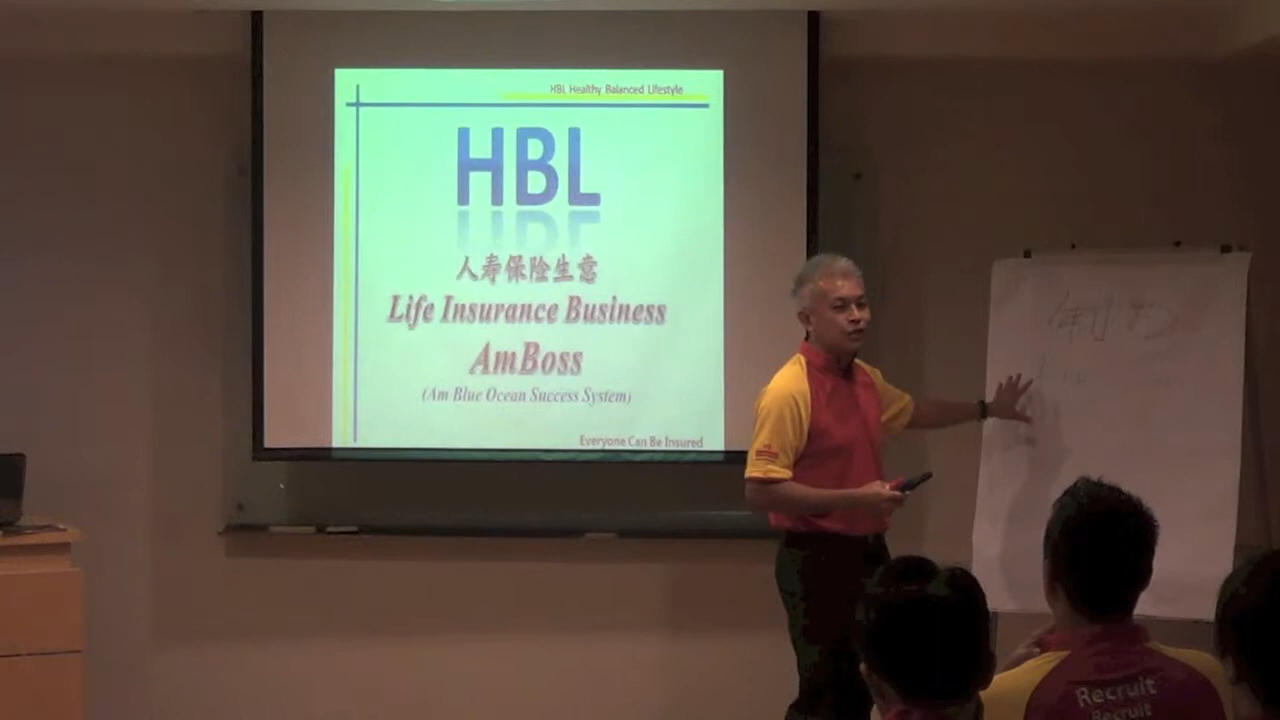 HBL Healthy Balanced Lifestyle
HBL
人寿保险生意
Life Insurance Business
AmBoss
(Am Blue Ocean Success System)
Everyone Can Be Insured
Recruit
Recruit